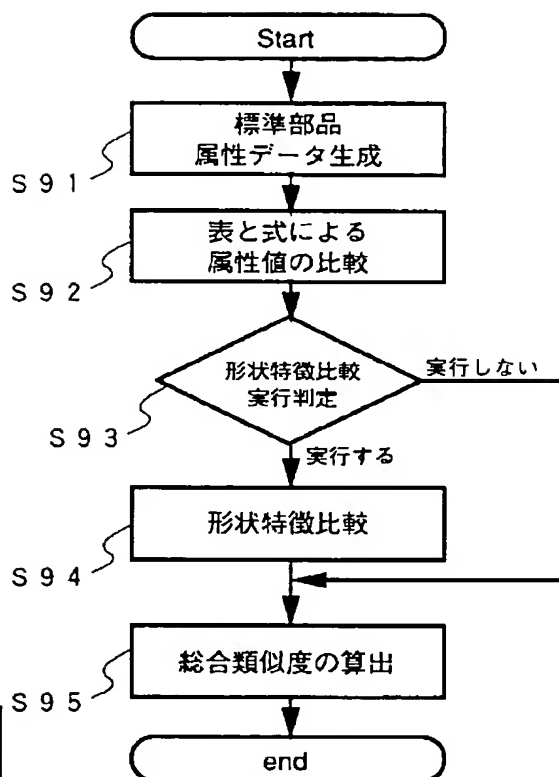 Start
標準部品
属性データ生成
S91
表と式による
属性値の比較
S92
形状特徴比較
実行判定
実行しない
S93
実行する
形状特徴比較
S94
総合類似度の算出
S95
end